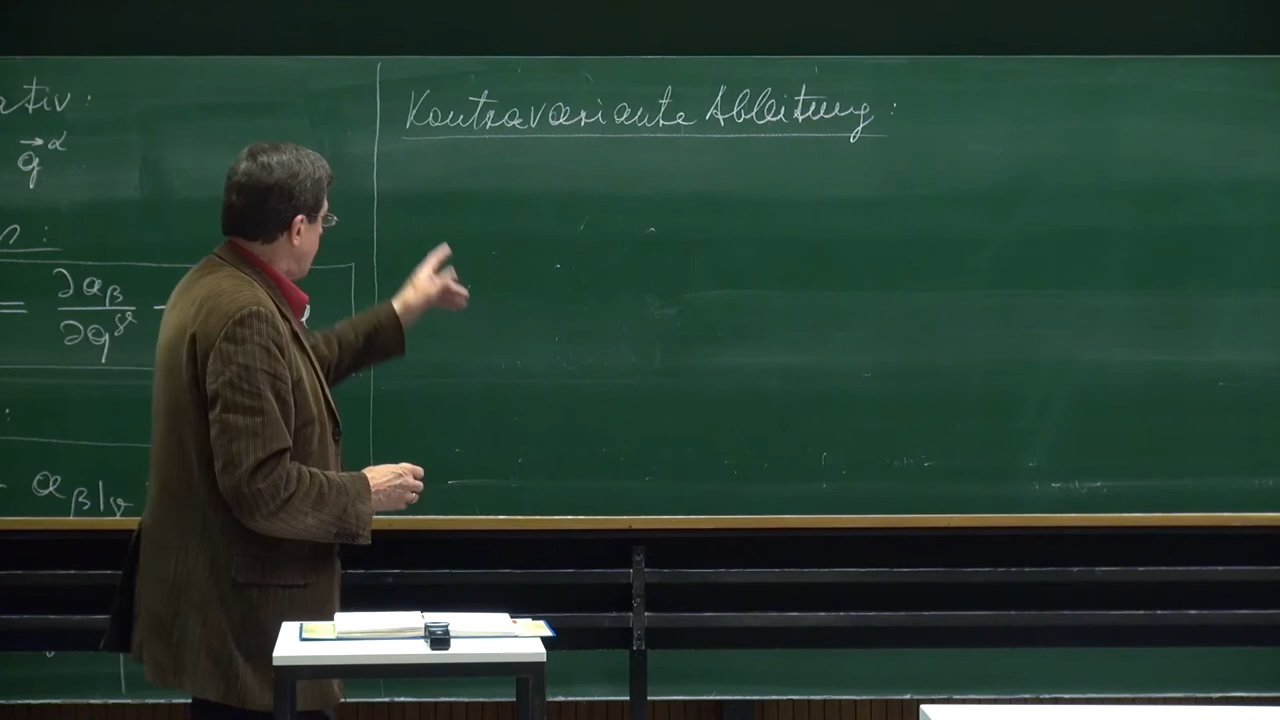 ativ :
g⃗^α
n :
= ∂a_β / ∂q^γ -
:
- a_β|γ
Kontravariante Ableitung :